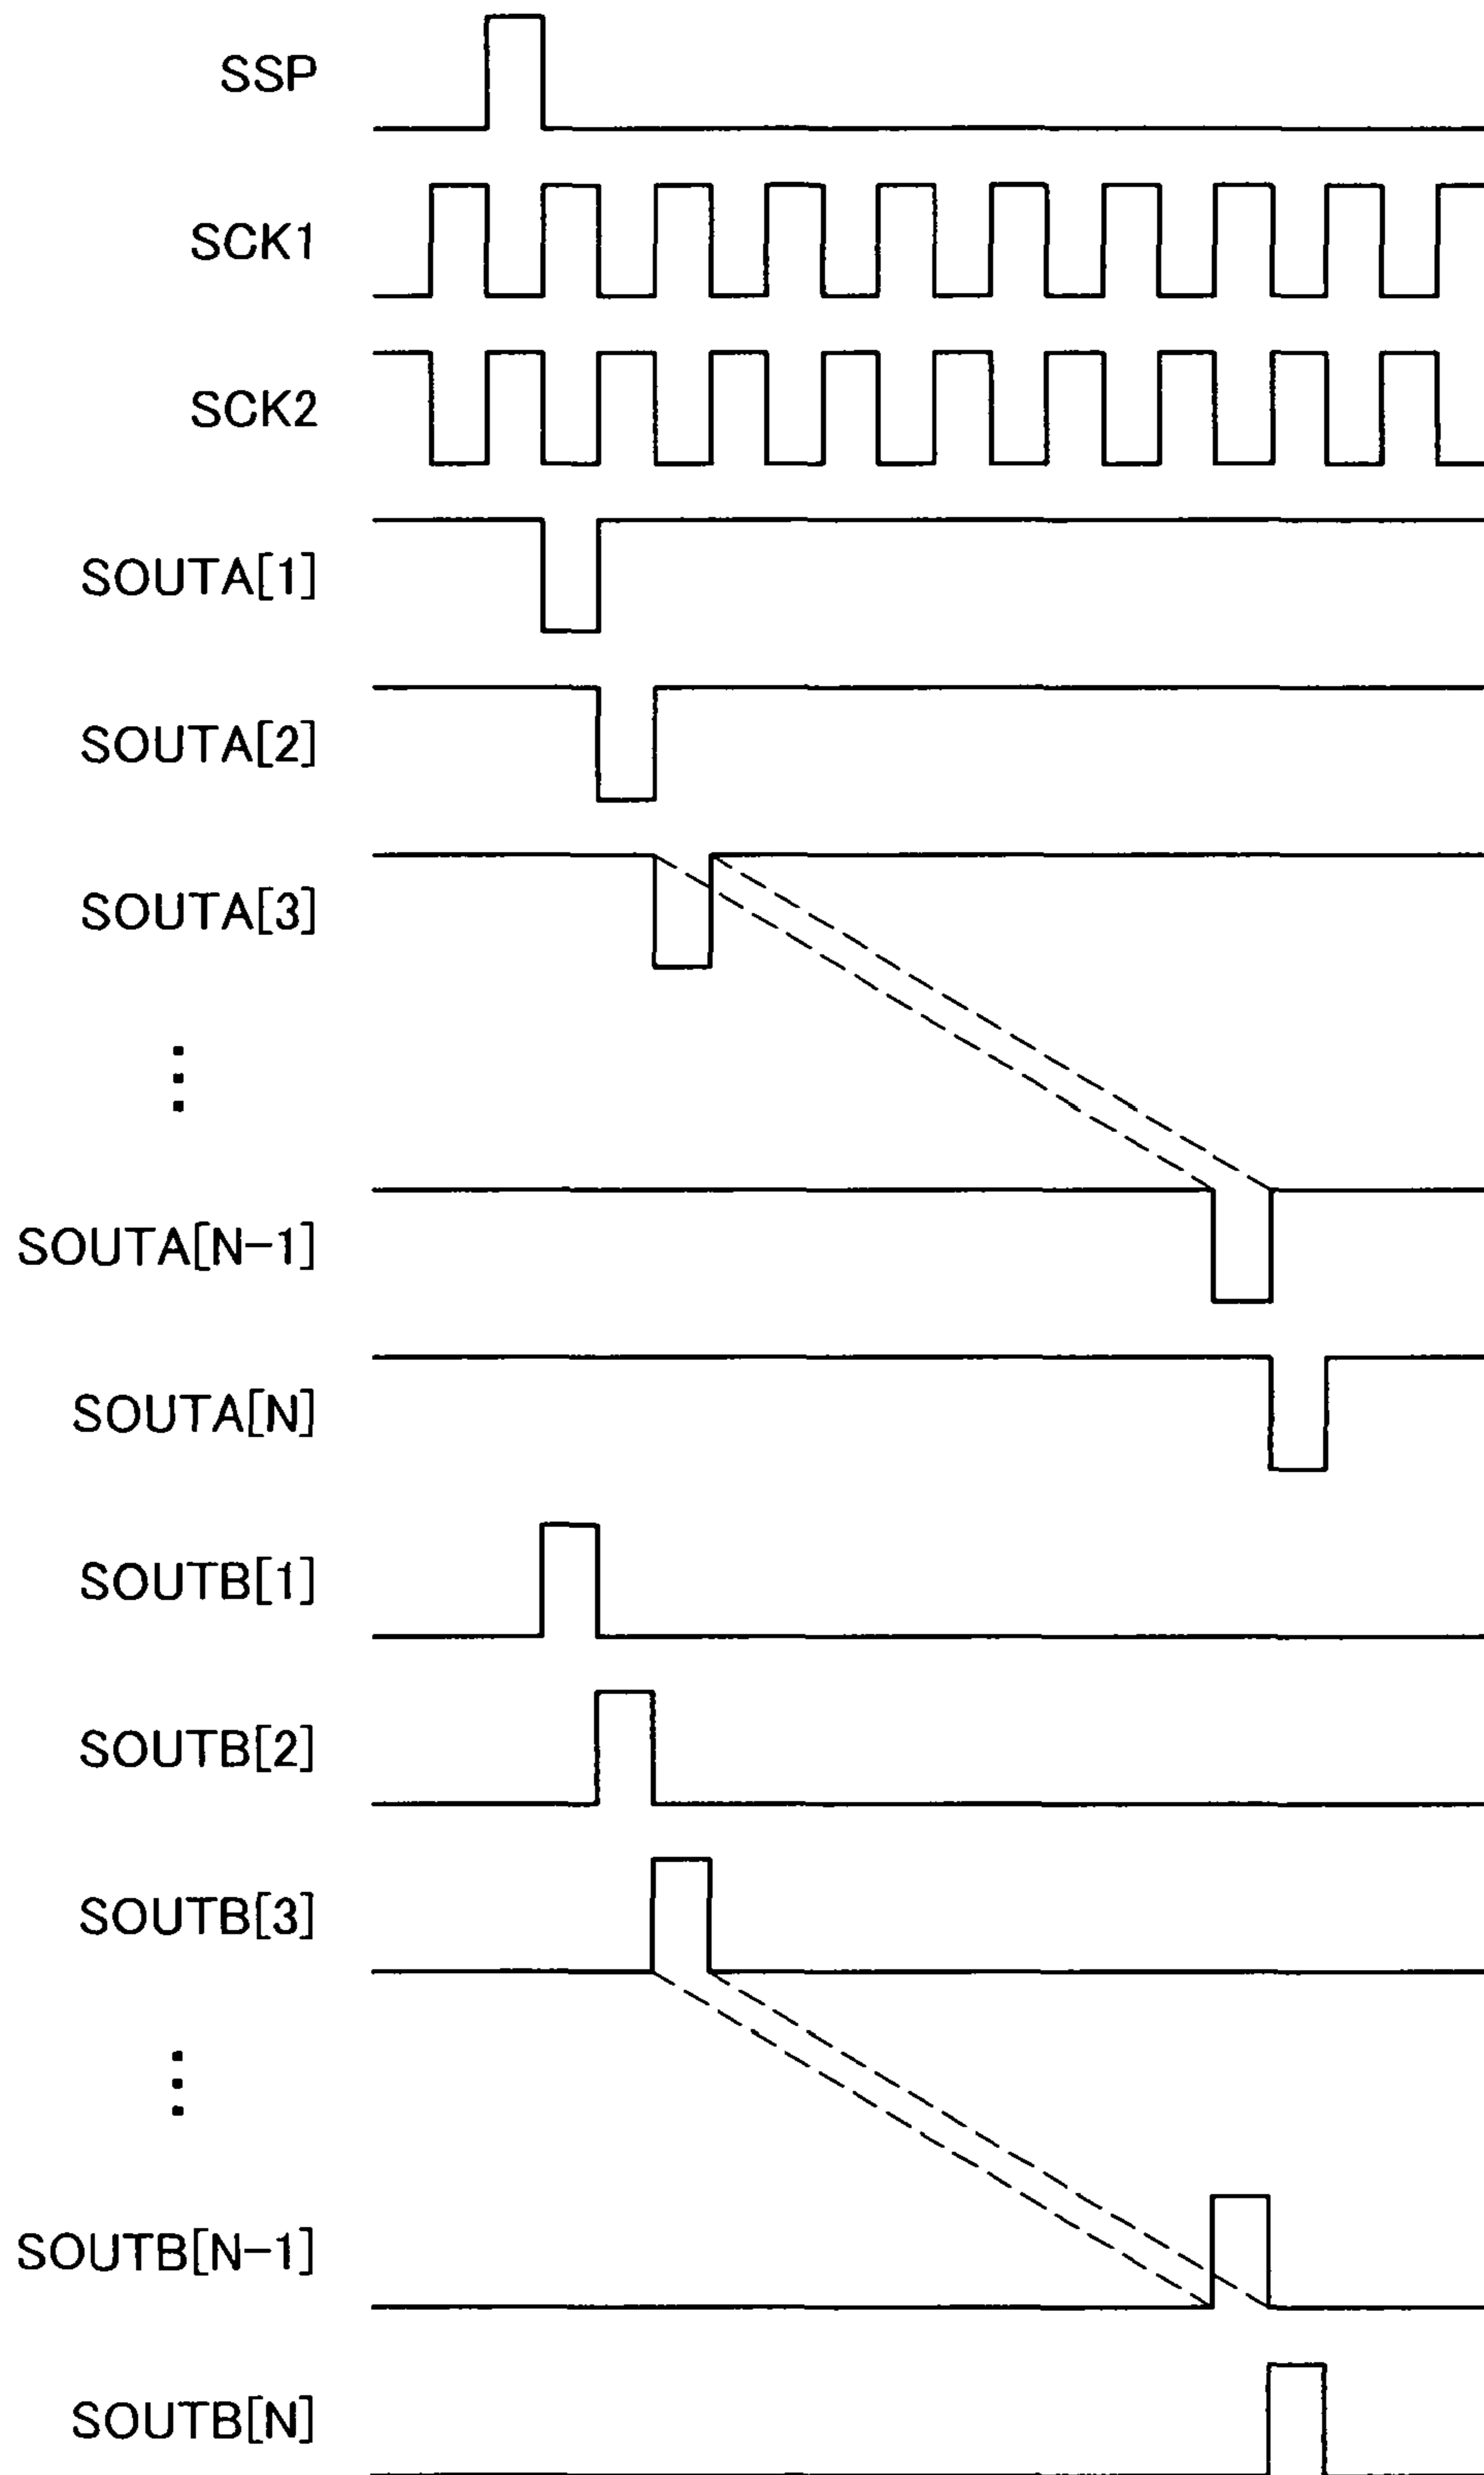 SSP
SCK1
SCK2
SOUTA[1]
SOUTA[2]
SOUTA[3]
⋮
SOUTA[N-1]
SOUTA[N]
SOUTB[1]
SOUTB[2]
SOUTB[3]
⋮
SOUTB[N-1]
SOUTB[N]